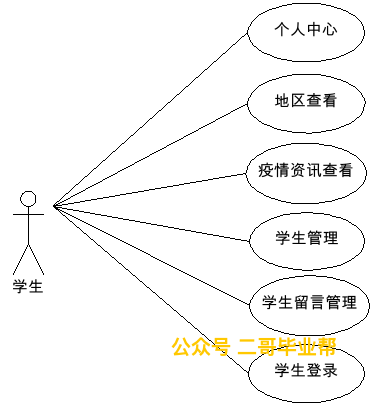 个人中心
地区查看
疫情资讯查看
学生管理
学生
学生留言管理
公众号 二哥毕业帮
学生登录